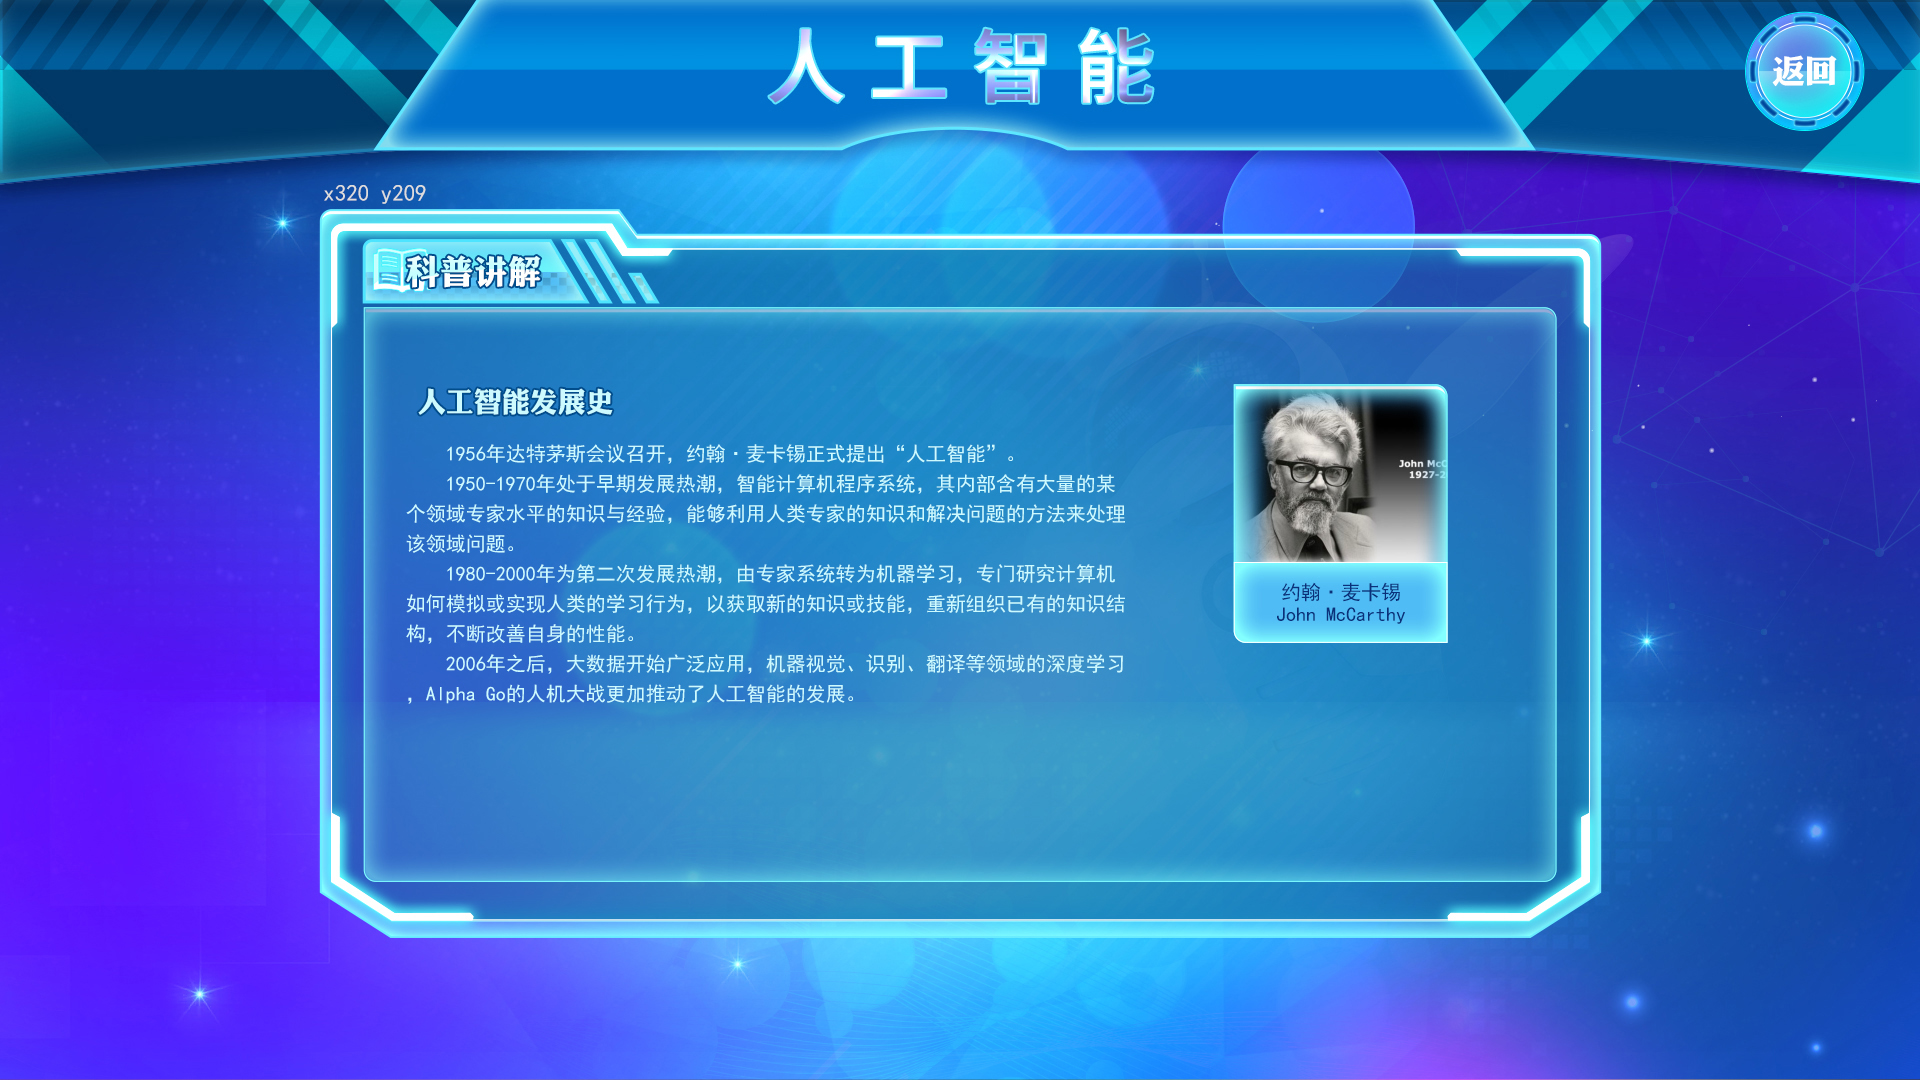 人工智能
返回
x320 y209
科普讲解
人工智能发展史
1956年达特茅斯会议召开，约翰·麦卡锡正式提出“人工智能”。
1950-1970年处于早期发展热潮，智能计算机程序系统，其内部含有大量的某
个领域专家水平的知识与经验，能够利用人类专家的知识和解决问题的方法来处理
该领域问题。
1980-2000年为第二次发展热潮，由专家系统转为机器学习，专门研究计算机
如何模拟或实现人类的学习行为，以获取新的知识或技能，重新组织已有的知识结
构，不断改善自身的性能。
2006年之后，大数据开始广泛应用，机器视觉、识别、翻译等领域的深度学习
，Alpha Go的人机大战更加推动了人工智能的发展。
John McC
1927-2
约翰·麦卡锡
John McCarthy